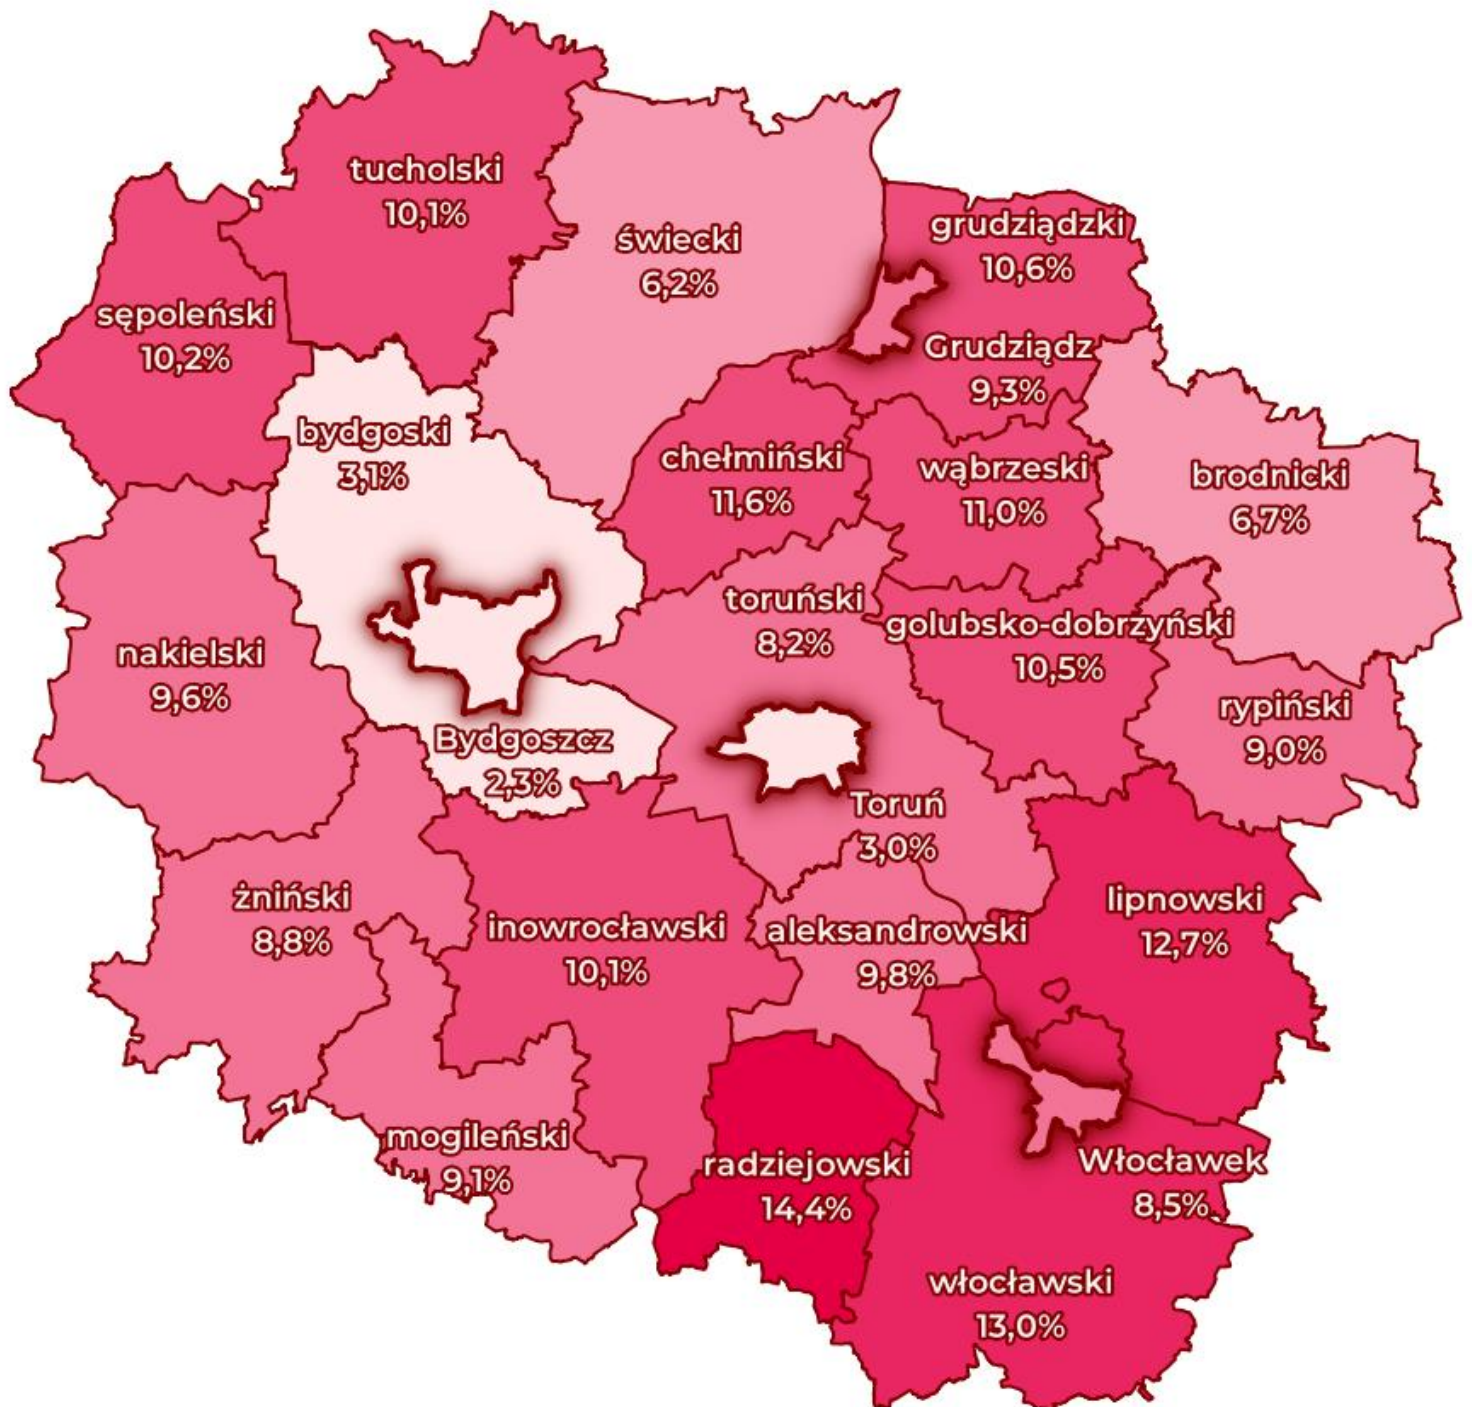 tucholski
10,1%
świecki
6,2%
grudziądzki
10,6%
sępoleński
10,2%
Grudziądz
9,3%
bydgoski
3,1%
chełmiński
11,6%
wąbrzeski
11,0%
brodnicki
6,7%
toruński
8,2%
golubsko-dobrzyński
10,5%
nakielski
9,6%
rypiński
9,0%
Bydgoszcz
2,3%
Toruń
3,0%
żniński
8,8%
lipnowski
12,7%
inowrocławski
10,1%
aleksandrowski
9,8%
mogileński
9,1%
radziejowski
14,4%
Włocławek
8,5%
włocławski
13,0%